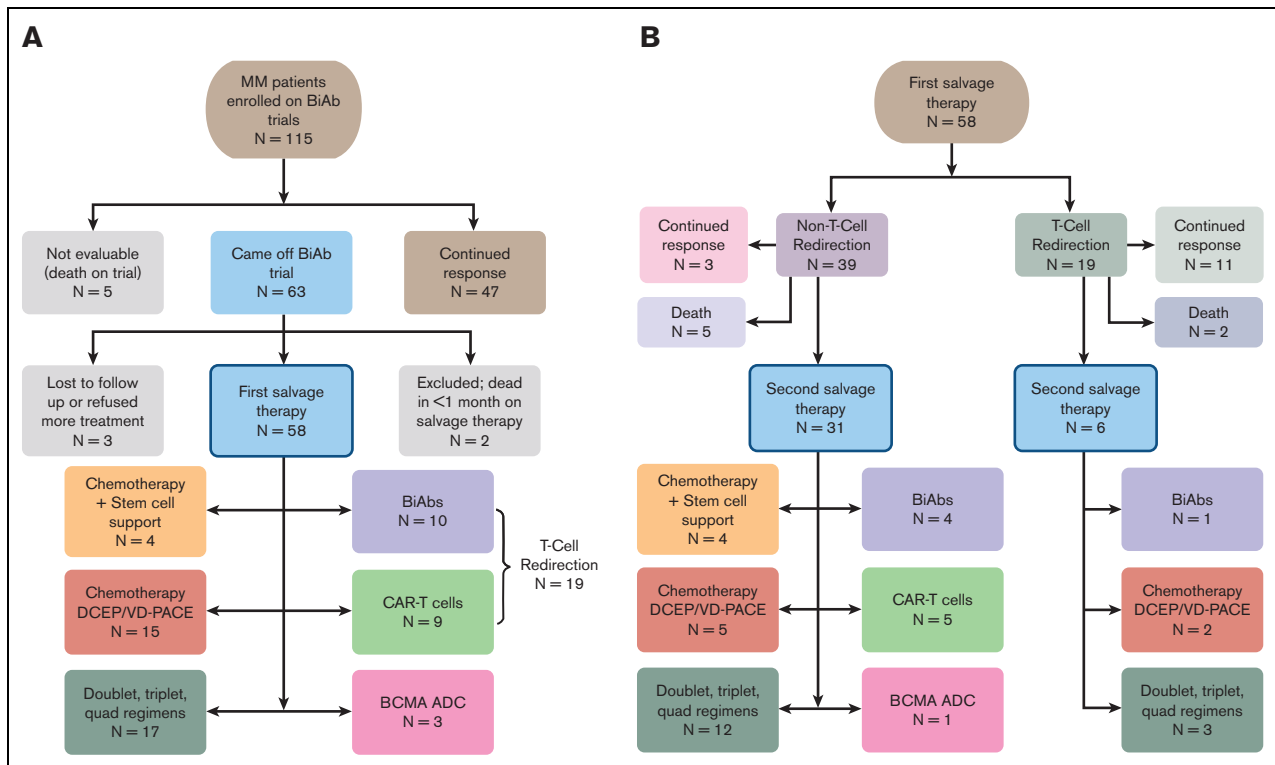 A
MM patients
enrolled on BiAb
trials
N = 115
Not evaluable
(death on trial)
N = 5
Came off BiAb
trial
N = 63
Continued
response
N = 47
Lost to follow
up or refused
more treatment
N = 3
First salvage
therapy
N = 58
Excluded; dead
in <1 month on
salvage therapy
N = 2
Chemotherapy
+ Stem cell
support
N = 4
BiAbs
N = 10
T-Cell
Redirection
N = 19
Chemotherapy
DCEP/VD-PACE
N = 15
CAR-T cells
N = 9
Doublet, triplet,
quad regimens
N = 17
BCMA ADC
N = 3
B
First salvage
therapy
N = 58
Continued
response
N = 3
Non-T-Cell
Redirection
N = 39
T-Cell
Redirection
N = 19
Continued
response
N = 11
Death
N = 5
Death
N = 2
Second salvage
therapy
N = 31
Second salvage
therapy
N = 6
Chemotherapy
+ Stem cell
support
N = 4
BiAbs
N = 4
BiAbs
N = 1
Chemotherapy
DCEP/VD-PACE
N = 5
CAR-T cells
N = 5
Chemotherapy
DCEP/VD-PACE
N = 2
Doublet, triplet,
quad regimens
N = 12
BCMA ADC
N = 1
Doublet, triplet,
quad regimens
N = 3